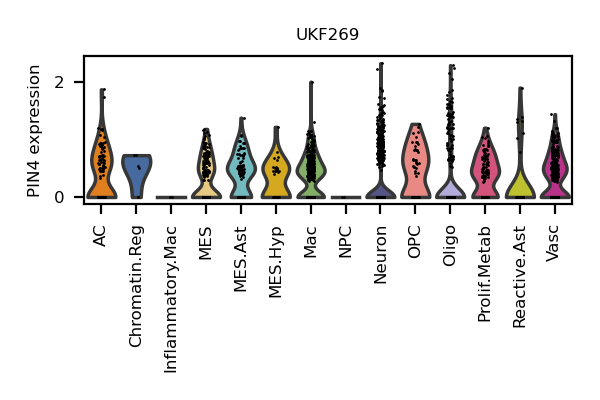 UKF269
PIN4 expression
2
0
AC
Chromatin.Reg
Inflammatory.Mac
MES
MES.Ast
MES.Hyp
Mac
NPC
Neuron
OPC
Oligo
Prolif.Metab
Reactive.Ast
Vasc